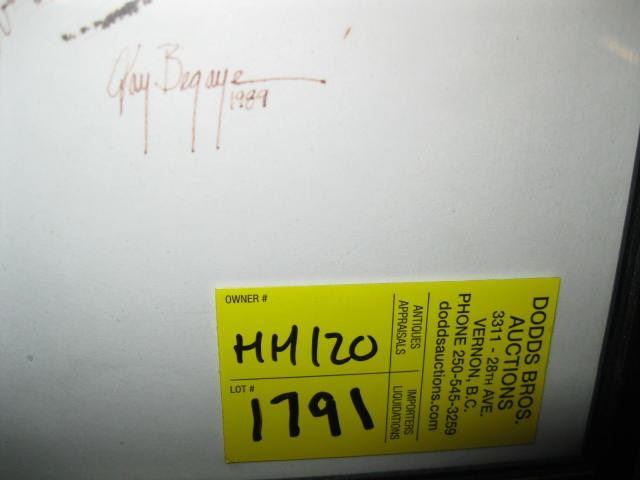 Ray Begaye
1989
OWNER #
HH120
LOT #
1791
ANTIQUES
APPRAISALS
IMPORTERS
LIQUIDATIONS
DODDS BROS.
AUCTIONS
3311 - 28TH AVE.
VERNON, B.C.
PHONE 250-545-3259
doddsauctions.com